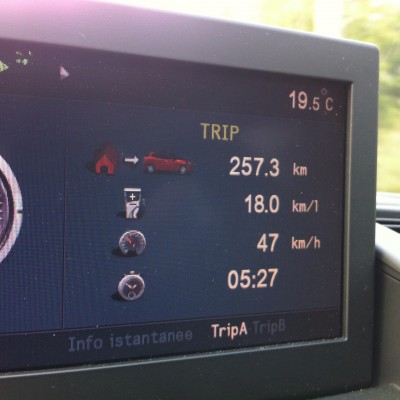 19.5°C
TRIP
257.3 km
18.0 km/l
47 km/h
05:27
Info istantanee TripA TripB